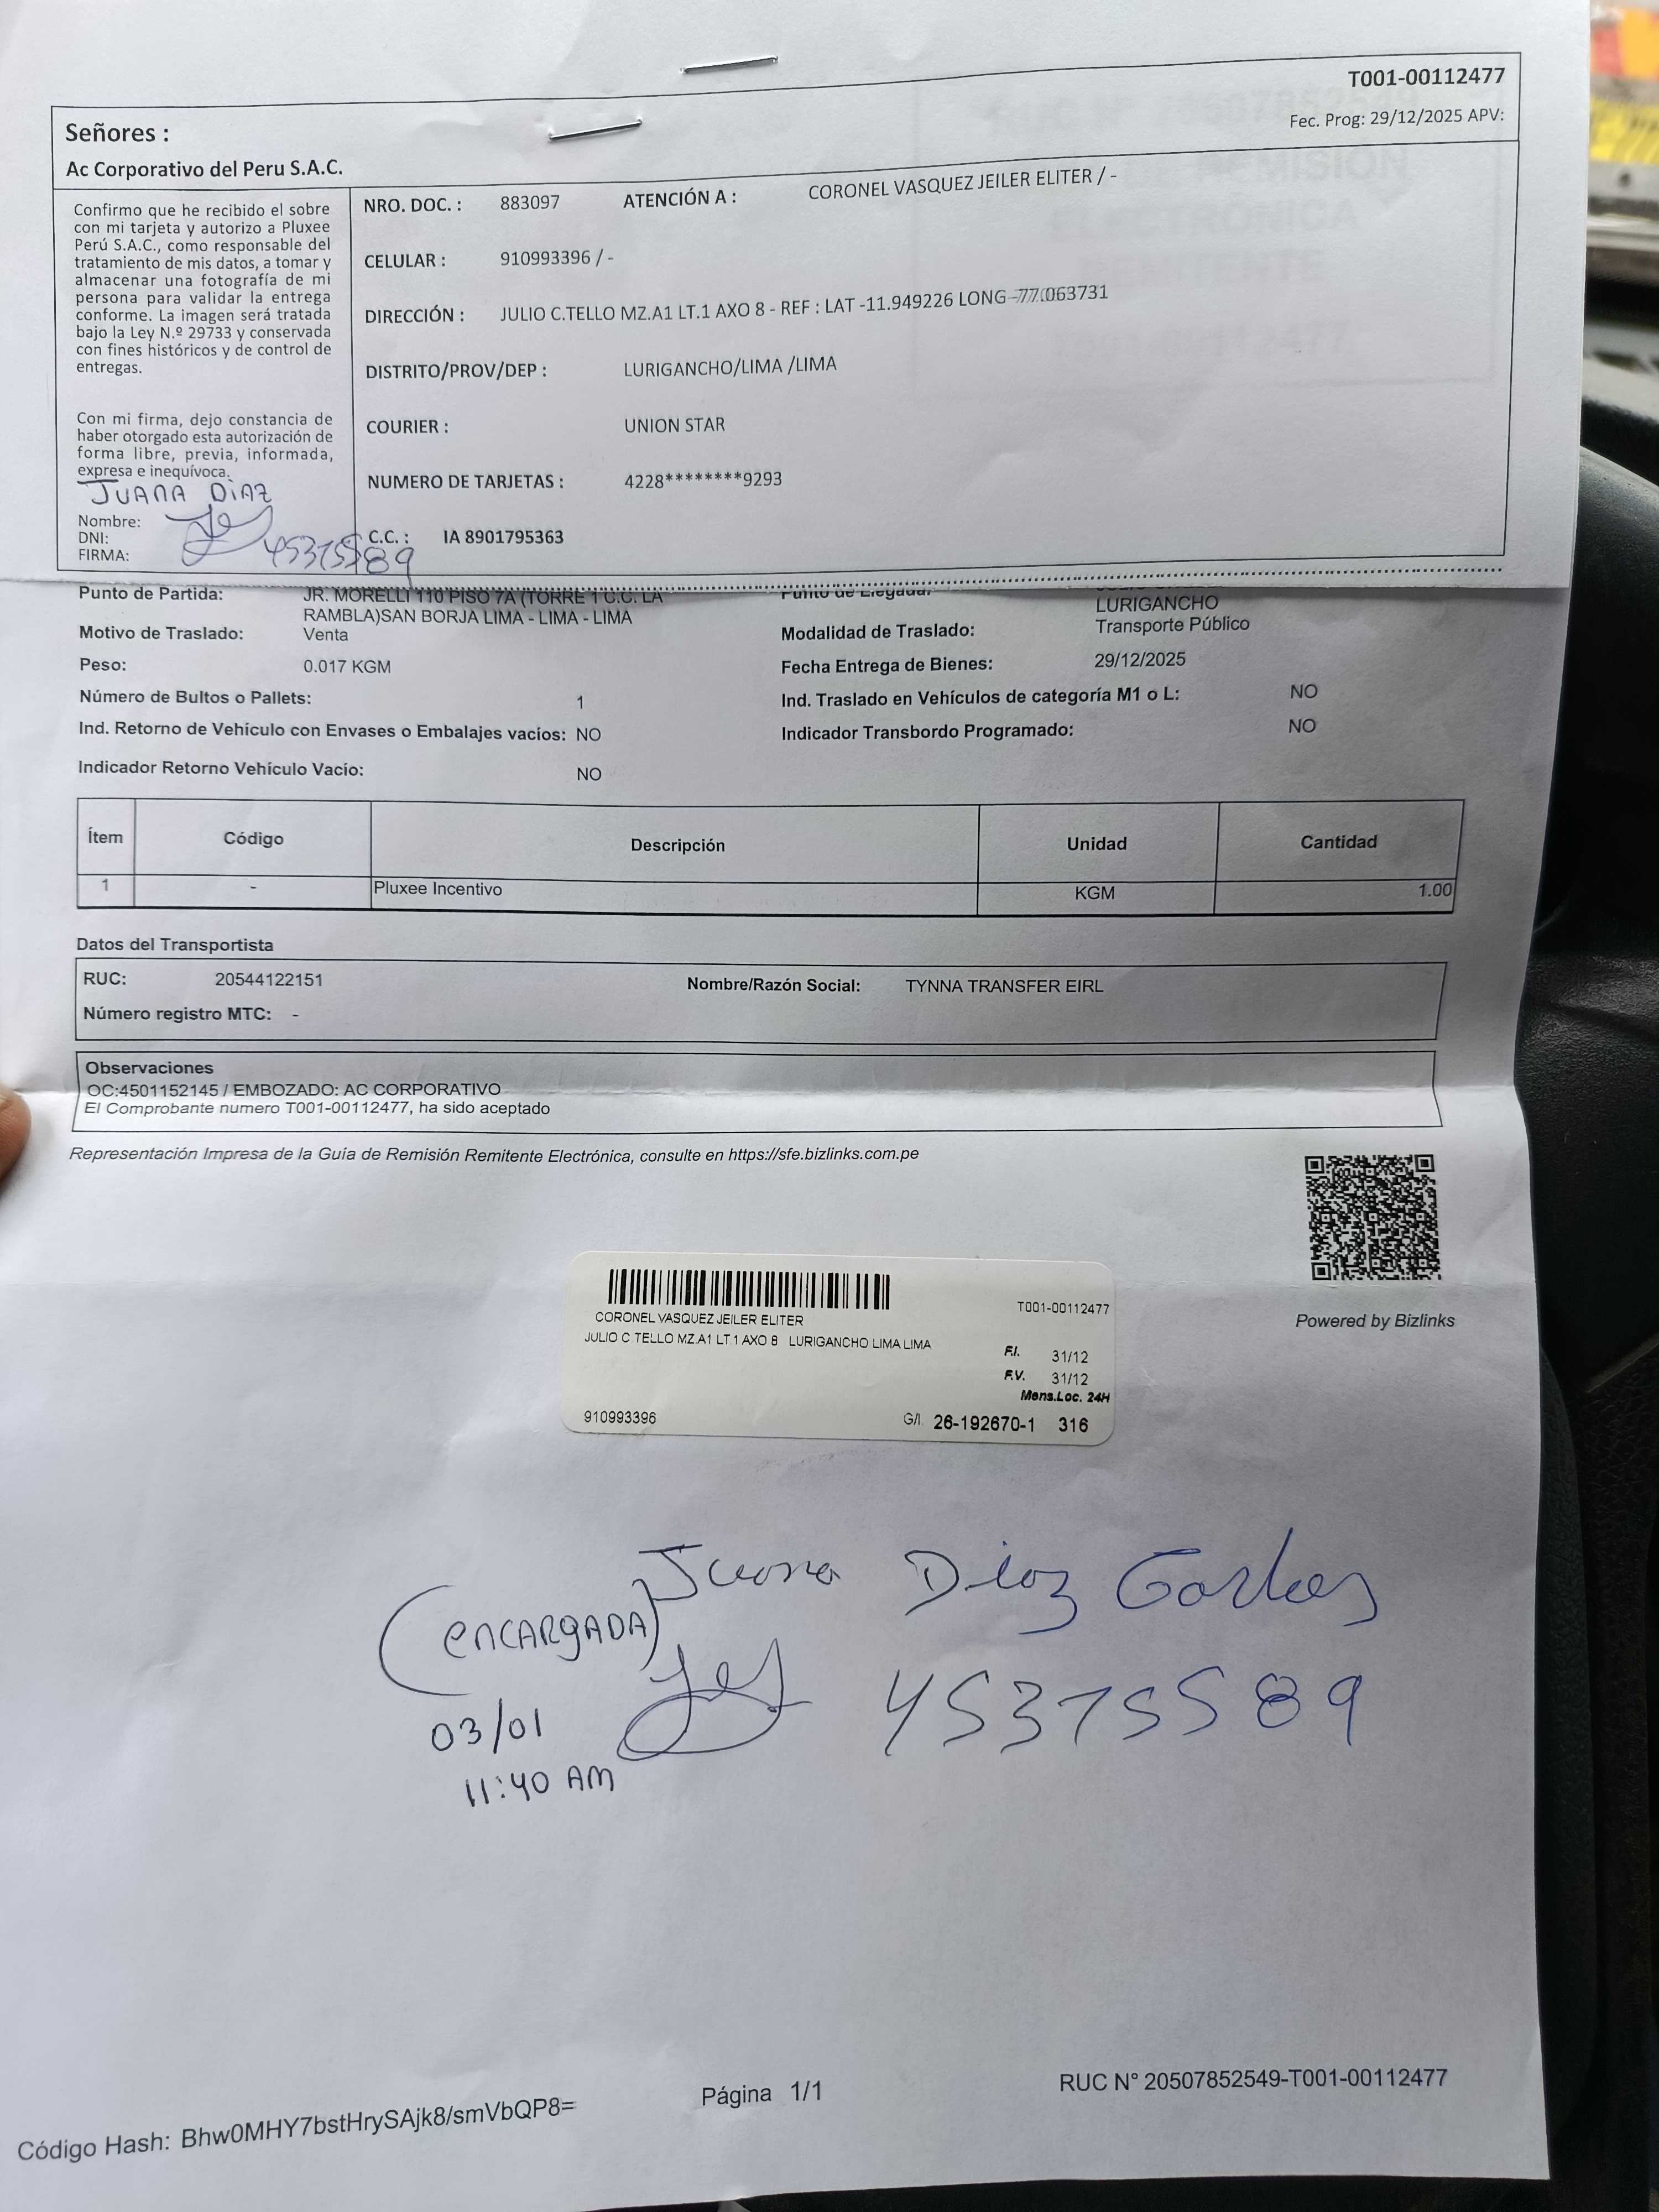 T001-00112477
Fec. Prog: 29/12/2025 APV:
Señores :
Ac Corporativo del Peru S.A.C.
Confirmo que he recibido el sobre
con mi tarjeta y autorizo a Pluxee
Perú S.A.C., como responsable del
tratamiento de mis datos, a tomar y
almacenar una fotografía de mi
persona para validar la entrega
conforme. La imagen será tratada
bajo la Ley N.º 29733 y conservada
con fines históricos y de control de
entregas.
Con mi firma, dejo constancia de
haber otorgado esta autorización de
forma libre, previa, informada,
expresa e inequívoca.
JUANA DIAZ
Nombre:
DNI:
FIRMA:
45375589
NRO. DOC. : 883097 ATENCIÓN A : CORONEL VASQUEZ JEILER ELITER / -
CELULAR : 910993396 / -
DIRECCIÓN : JULIO C.TELLO MZ.A1 LT.1 AXO 8 - REF : LAT -11.949226 LONG -77.063731
DISTRITO/PROV/DEP : LURIGANCHO/LIMA /LIMA
COURIER : UNION STAR
NUMERO DE TARJETAS : 4228********9293
C.C. : IA 8901795363
Punto de Partida: JR. MORELLI 110 PISO 7A (TORRE 1 C.C. LA
RAMBLA)SAN BORJA LIMA - LIMA - LIMA
Punto de Llegada:
LURIGANCHO
Motivo de Traslado: Venta
Modalidad de Traslado: Transporte Público
Peso: 0.017 KGM
Fecha Entrega de Bienes: 29/12/2025
Número de Bultos o Pallets: 1
Ind. Traslado en Vehículos de categoría M1 o L: NO
Ind. Retorno de Vehículo con Envases o Embalajes vacios: NO
Indicador Transbordo Programado: NO
Indicador Retorno Vehículo Vacio: NO
Ítem Código Descripción Unidad Cantidad
1 - Pluxee Incentivo KGM 1.00
Datos del Transportista
RUC: 20544122151 Nombre/Razón Social: TYNNA TRANSFER EIRL
Número registro MTC: -
Observaciones
OC:4501152145 / EMBOZADO: AC CORPORATIVO
El Comprobante numero T001-00112477, ha sido aceptado
Representación Impresa de la Guía de Remisión Remitente Electrónica, consulte en https://sfe.bizlinks.com.pe
Powered by Bizlinks
T001-00112477
CORONEL VASQUEZ JEILER ELITER
JULIO C TELLO MZ.A1 LT.1 AXO 8 LURIGANCHO LIMA LIMA
F.I. 31/12
F.V. 31/12
Mens.Loc. 24H
910993396
G/I. 26-192670-1 316
Juana Diaz
(encargada)
45375589
03/01
11:40 AM
Código Hash: Bhw0MHY7bstHrySAjk8/smVbQP8=
Página 1/1
RUC N° 20507852549-T001-00112477